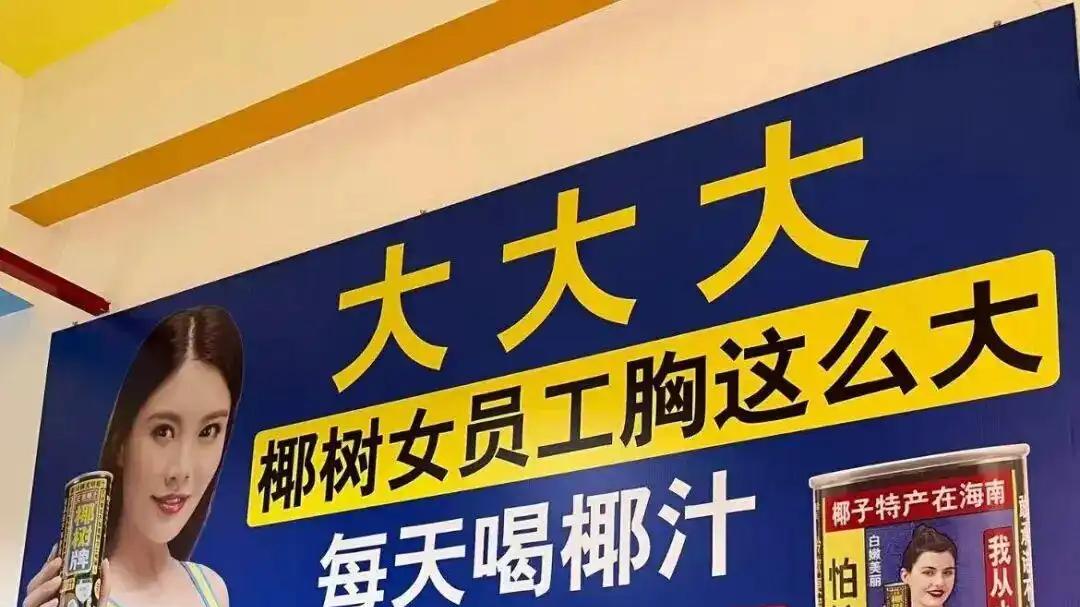 大大大
椰树女员工胸这么大
每天喝椰汁
椰树牌
椰子特产在海南
白嫩美丽
怕
我从